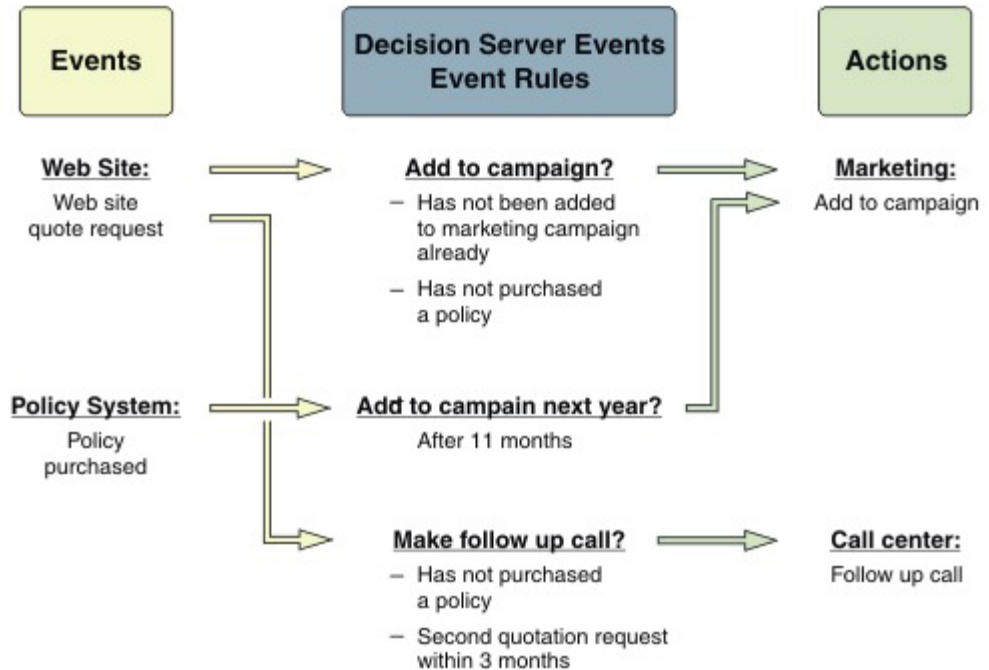 Events
Decision Server Events
Event Rules
Actions
Web Site:
Web site
quote request
Add to campaign?
– Has not been added
to marketing campaign
already
– Has not purchased
a policy
Marketing:
Add to campaign
Policy System:
Policy
purchased
Add to campain next year?
After 11 months
Make follow up call?
– Has not purchased
a policy
– Second quotation request
within 3 months
Call center:
Follow up call